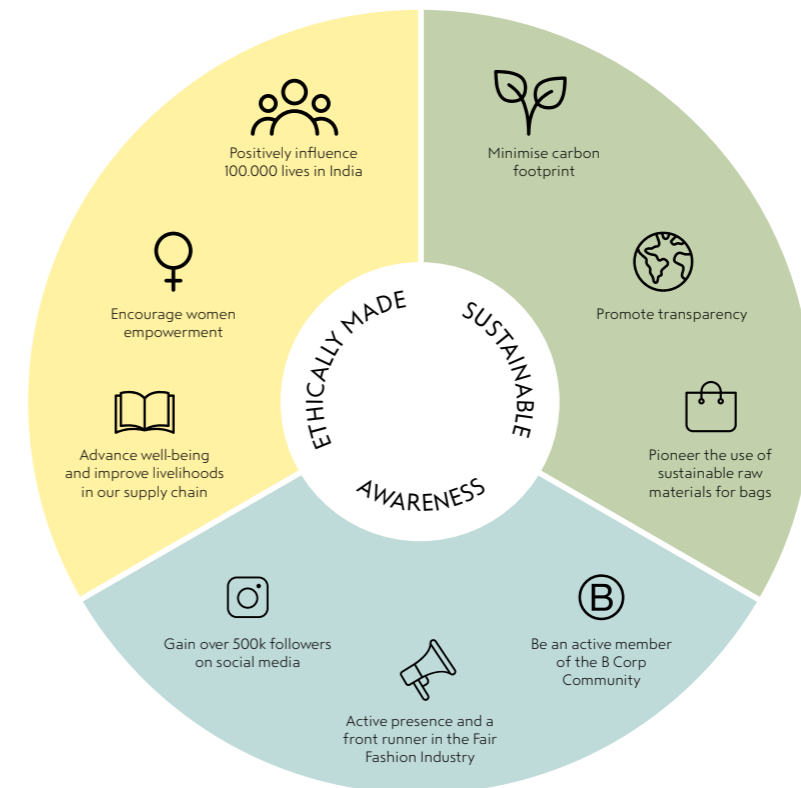 Positively influence
100.000 lives in India
Encourage women
empowerment
Advance well-being
and improve livelihoods
in our supply chain
Minimise carbon
footprint
Promote transparency
Pioneer the use of
sustainable raw
materials for bags
ETHICALLY MADE
SUSTAINABLE
AWARENESS
Gain over 500k followers
on social media
Active presence and a
front runner in the Fair
Fashion Industry
B
Be an active member
of the B Corp
Community